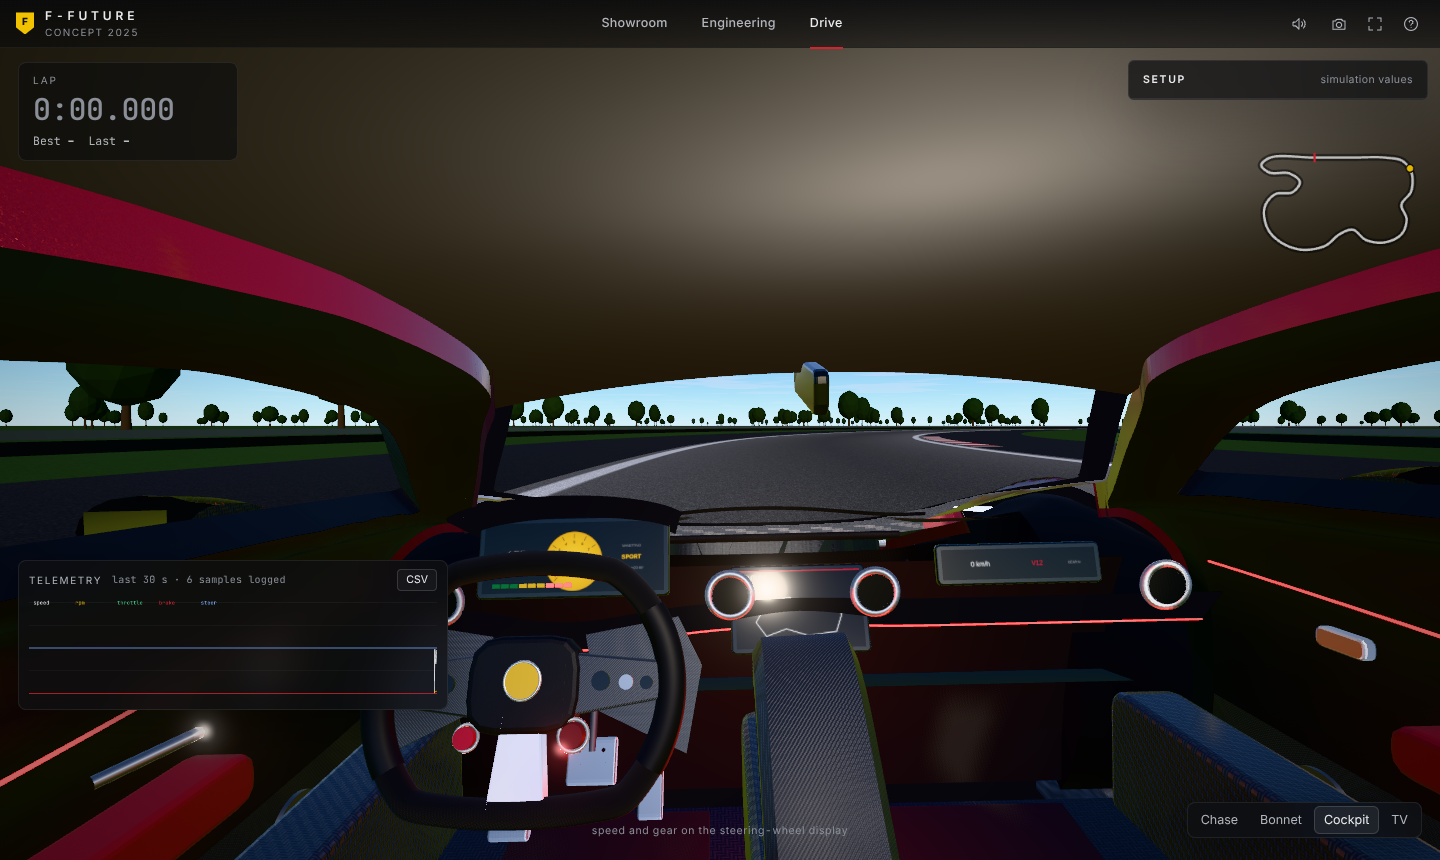 F-FUTURE
CONCEPT 2025
Showroom Engineering Drive
LAP
0:00.000
Best – Last –
SETUP simulation values
SPORT
0 km/h V12
TELEMETRY last 30 s · 6 samples logged CSV
speed rpm throttle brake steer
speed and gear on the steering-wheel display
Chase Bonnet Cockpit TV